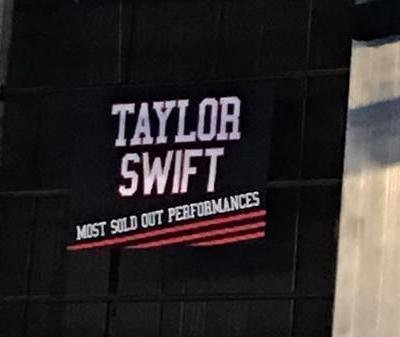 TAYLOR
SWIFT
MOST SOLD OUT PERFORMANCES